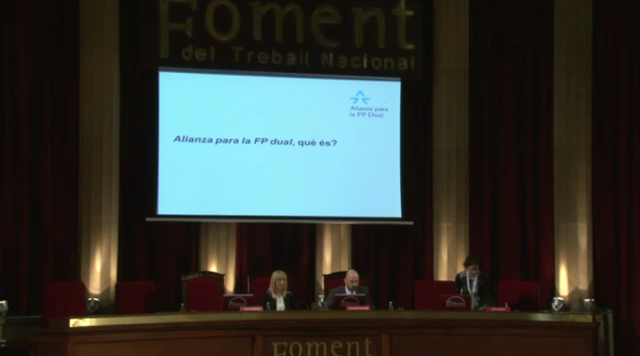 Foment
del Treball Nacional
Alianza para
la FP Dual
Alianza para la FP dual, què és?
Foment